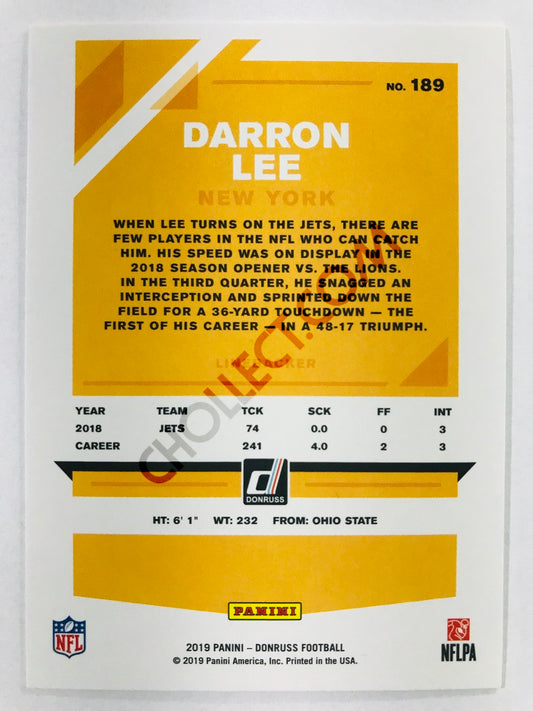 NO. 189
DARRON
LEE
NEW YORK
WHEN LEE TURNS ON THE JETS, THERE ARE
FEW PLAYERS IN THE NFL WHO CAN CATCH
HIM. HIS SPEED WAS ON DISPLAY IN THE
2018 SEASON OPENER VS. THE LIONS.
IN THE THIRD QUARTER, HE SNAGGED AN
INTERCEPTION AND SPRINTED DOWN THE
FIELD FOR A 36-YARD TOUCHDOWN — THE
FIRST OF HIS CAREER — IN A 48-17 TRIUMPH.
LINEBACKER
CHOLLECT.COM
YEAR TEAM TCK SCK FF INT
2018 JETS 74 0.0 0 3
CAREER 241 4.0 2 3
d
DONRUSS
HT: 6' 1" WT: 232 FROM: OHIO STATE
PANINI
NFL
2019 PANINI – DONRUSS FOOTBALL
© 2019 Panini America, Inc. Printed in the USA.
NFLPA